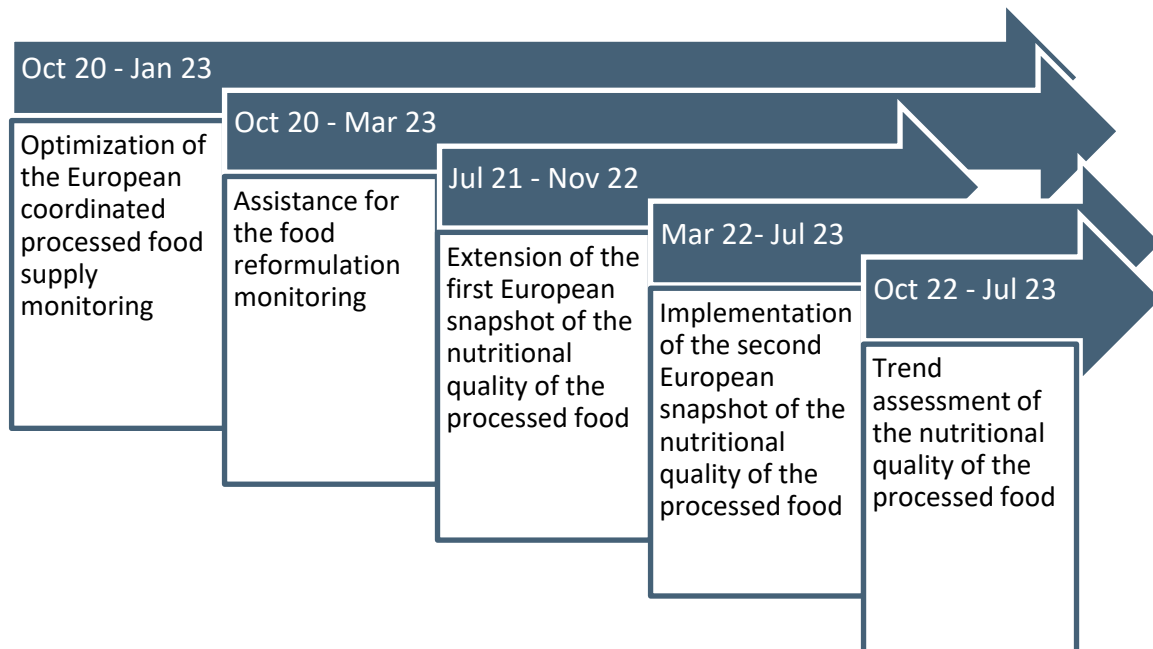 Oct 20 - Jan 23
Optimization of
the European
coordinated
processed food
supply
monitoring
Oct 20 - Mar 23
Assistance for
the food
reformulation
monitoring
Jul 21 - Nov 22
Extension of the
first European
snapshot of the
nutritional
quality of the
processed food
Mar 22- Jul 23
Implementation
of the second
European
snapshot of the
nutritional
quality of the
processed food
Oct 22 - Jul 23
Trend
assessment of
the nutritional
quality of the
processed food